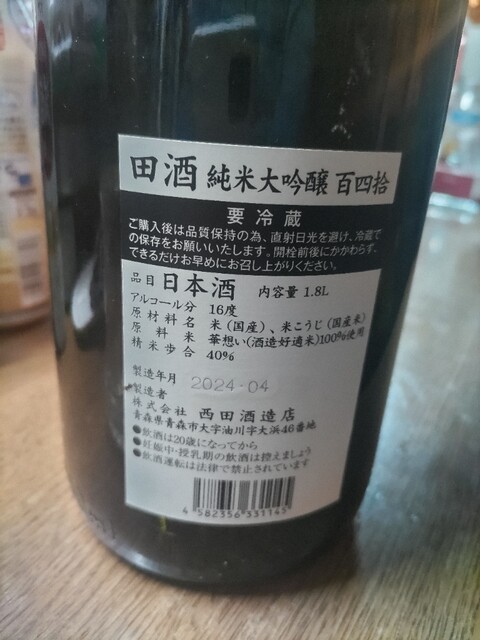 田酒 純米大吟醸 百四拾
要冷蔵
ご購入後は品質保持の為、直射日光を避け、冷蔵で
の保存をお願いいたします。開栓前後にかかわらず、
できるだけお早めにお召し上がりください。
品目 日本酒 内容量 1.8L
アルコール分 16度
原材料名 米(国産)、米こうじ(国産米)
原料米 華想い(酒造好適米)100%使用
精米歩合 40%
製造年月 2024-04
製造者
株式会社 西田酒造店
青森県青森市大字油川字大浜46番地
●飲酒は20歳になってから
●妊娠中・授乳期の飲酒は控えましょう
●飲酒運転は法律で禁止されています
4 582356 331145